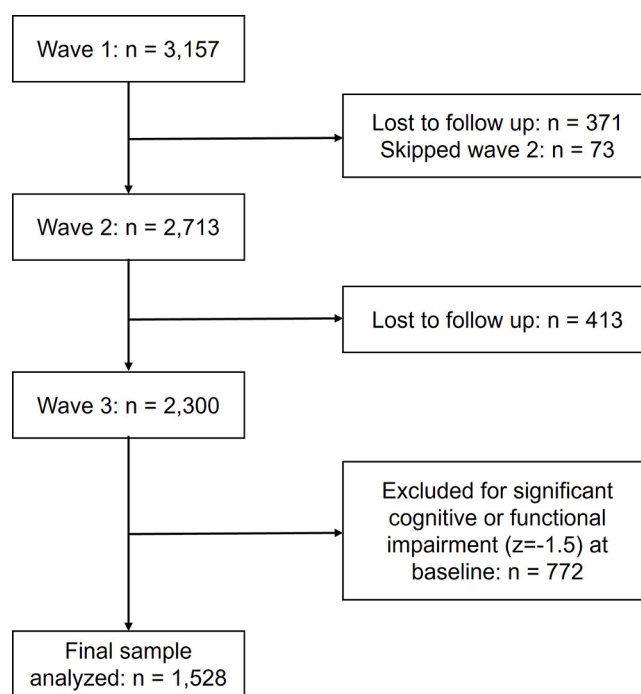 Wave 1: n = 3,157
Lost to follow up: n = 371
Skipped wave 2: n = 73
Wave 2: n = 2,713
Lost to follow up: n = 413
Wave 3: n = 2,300
Excluded for significant
cognitive or functional
impairment (z=-1.5) at
baseline: n = 772
Final sample
analyzed: n = 1,528